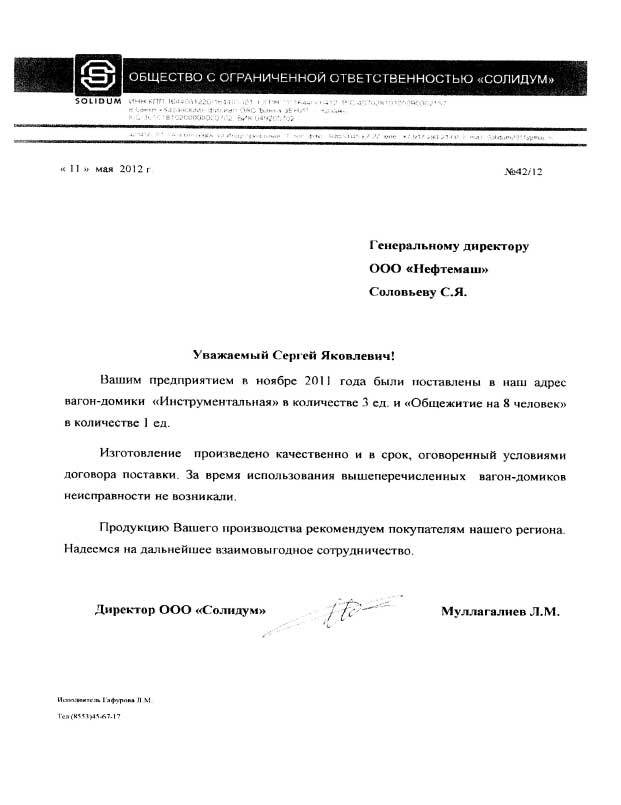 ОБЩЕСТВО С ОГРАНИЧЕННОЙ ОТВЕТСТВЕННОСТЬЮ «СОЛИДУМ»
SOLIDUM
« 11 » мая 2012 г.
№42/12
Генеральному директору
ООО «Нефтемаш»
Соловьеву С.Я.
Уважаемый Сергей Яковлевич!
Вашим предприятием в ноябре 2011 года были поставлены в наш адрес
вагон-домики «Инструментальная» в количестве 3 ед. и «Общежитие на 8 человек»
в количестве 1 ед.
Изготовление произведено качественно и в срок, оговоренный условиями
договора поставки. За время использования вышеперечисленных вагон-домиков
неисправности не возникали.
Продукцию Вашего производства рекомендуем покупателям нашего региона.
Надеемся на дальнейшее взаимовыгодное сотрудничество.
Директор ООО «Солидум»
Муллагалиев Л.М.
Исполнитель Гафурова Л.М.
Тел (8553)45-67-17